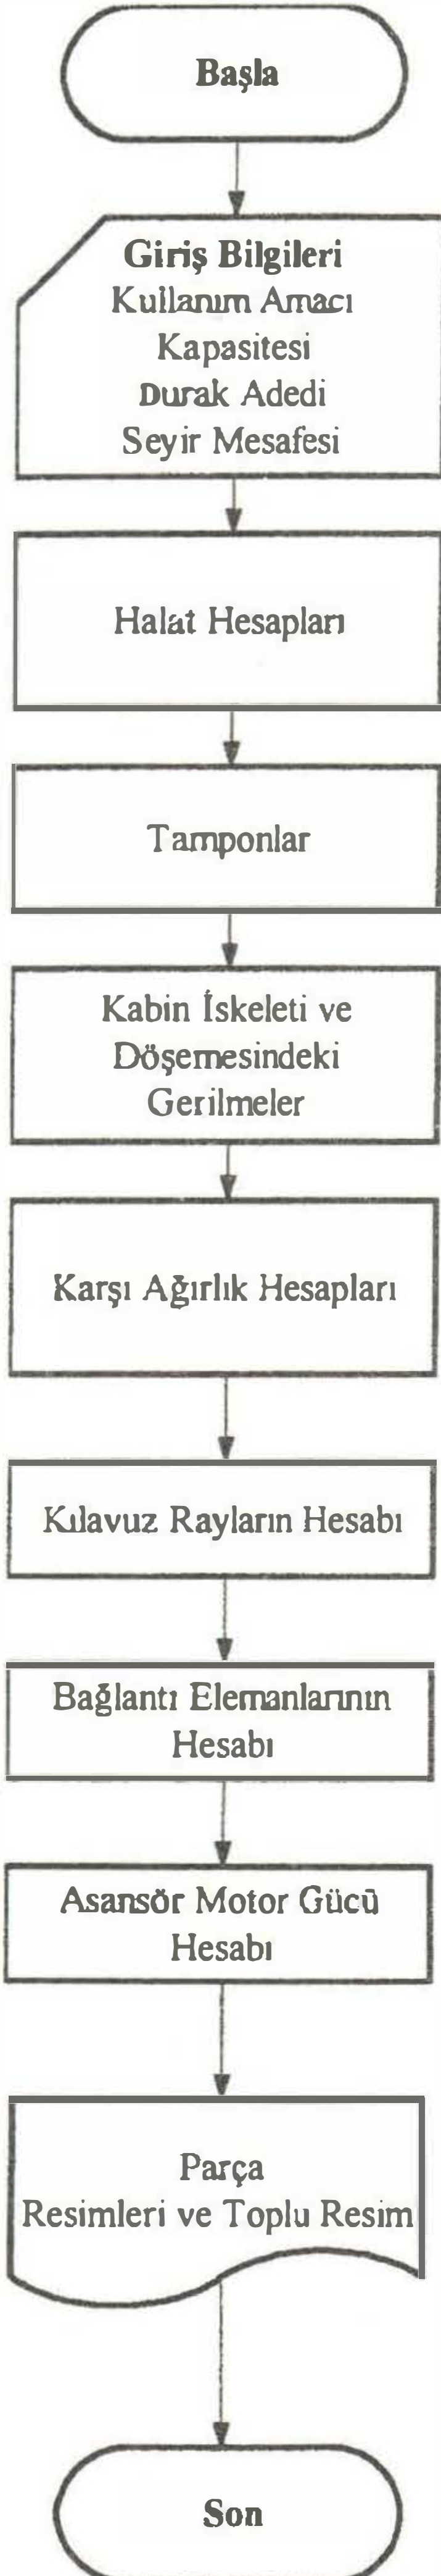 Başla
Giriş Bilgileri
Kullanım Amacı
Kapasitesi
Durak Adedi
Seyir Mesafesi
Halat Hesapları
Tamponlar
Kabin İskeleti ve
Döşemesindeki
Gerilmeler
Karşı Ağırlık Hesapları
Kılavuz Rayların Hesabı
Bağlantı Elemanlarının
Hesabı
Asansör Motor Gücü
Hesabı
Parça
Resimleri ve Toplu Resim
Son